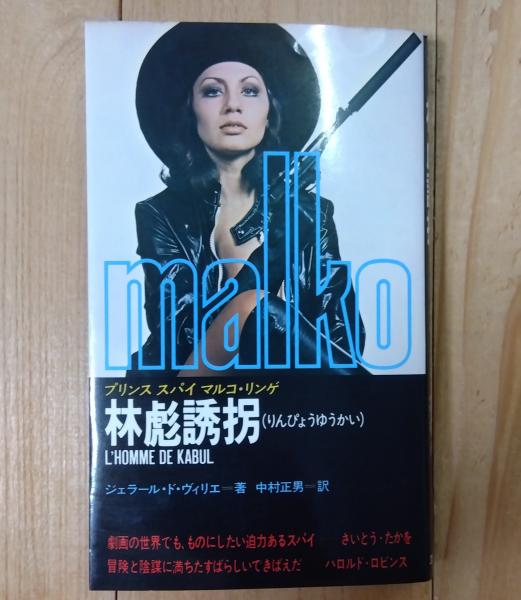 malko
プリンス スパイ マルコ・リンゲ
林彪誘拐(りんぴょうゆうかい)
L'HOMME DE KABUL
ジェラール・ド・ヴィリエ=著 中村正男=訳
劇画の世界でも、ものにしたい迫力あるスパイ——さいとう・たかを
冒険と陰謀に満ちたすばらしいできばえだ——ハロルド・ロビンス